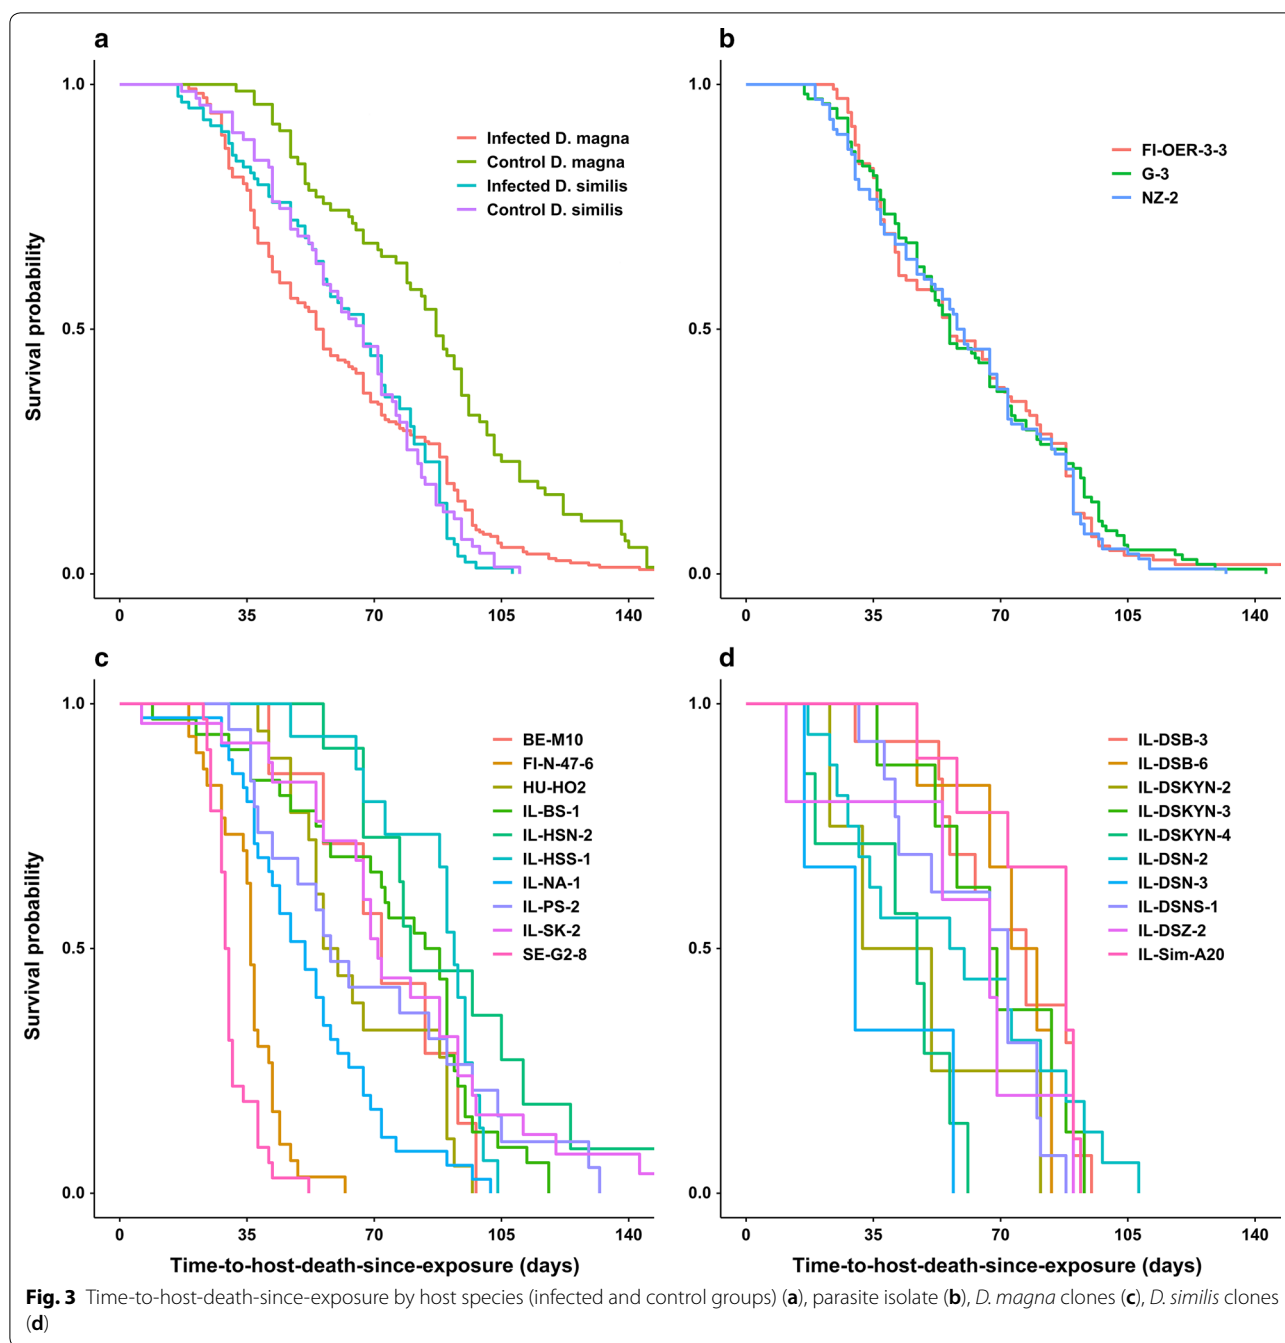 a
1.0
0.5
0.0
Survival probability
0 35 70 105 140
Infected D. magna
Control D. magna
Infected D. similis
Control D. similis
b
1.0
0.5
0.0
0 35 70 105 140
FI-OER-3-3
G-3
NZ-2
c
1.0
0.5
0.0
Survival probability
0 35 70 105 140
Time-to-host-death-since-exposure (days)
BE-M10
FI-N-47-6
HU-HO2
IL-BS-1
IL-HSN-2
IL-HSS-1
IL-NA-1
IL-PS-2
IL-SK-2
SE-G2-8
d
1.0
0.5
0.0
0 35 70 105 140
Time-to-host-death-since-exposure (days)
IL-DSB-3
IL-DSB-6
IL-DSKYN-2
IL-DSKYN-3
IL-DSKYN-4
IL-DSN-2
IL-DSN-3
IL-DSNS-1
IL-DSZ-2
IL-Sim-A20
Fig. 3 Time-to-host-death-since-exposure by host species (infected and control groups) (a), parasite isolate (b), D. magna clones (c), D. similis clones
(d)